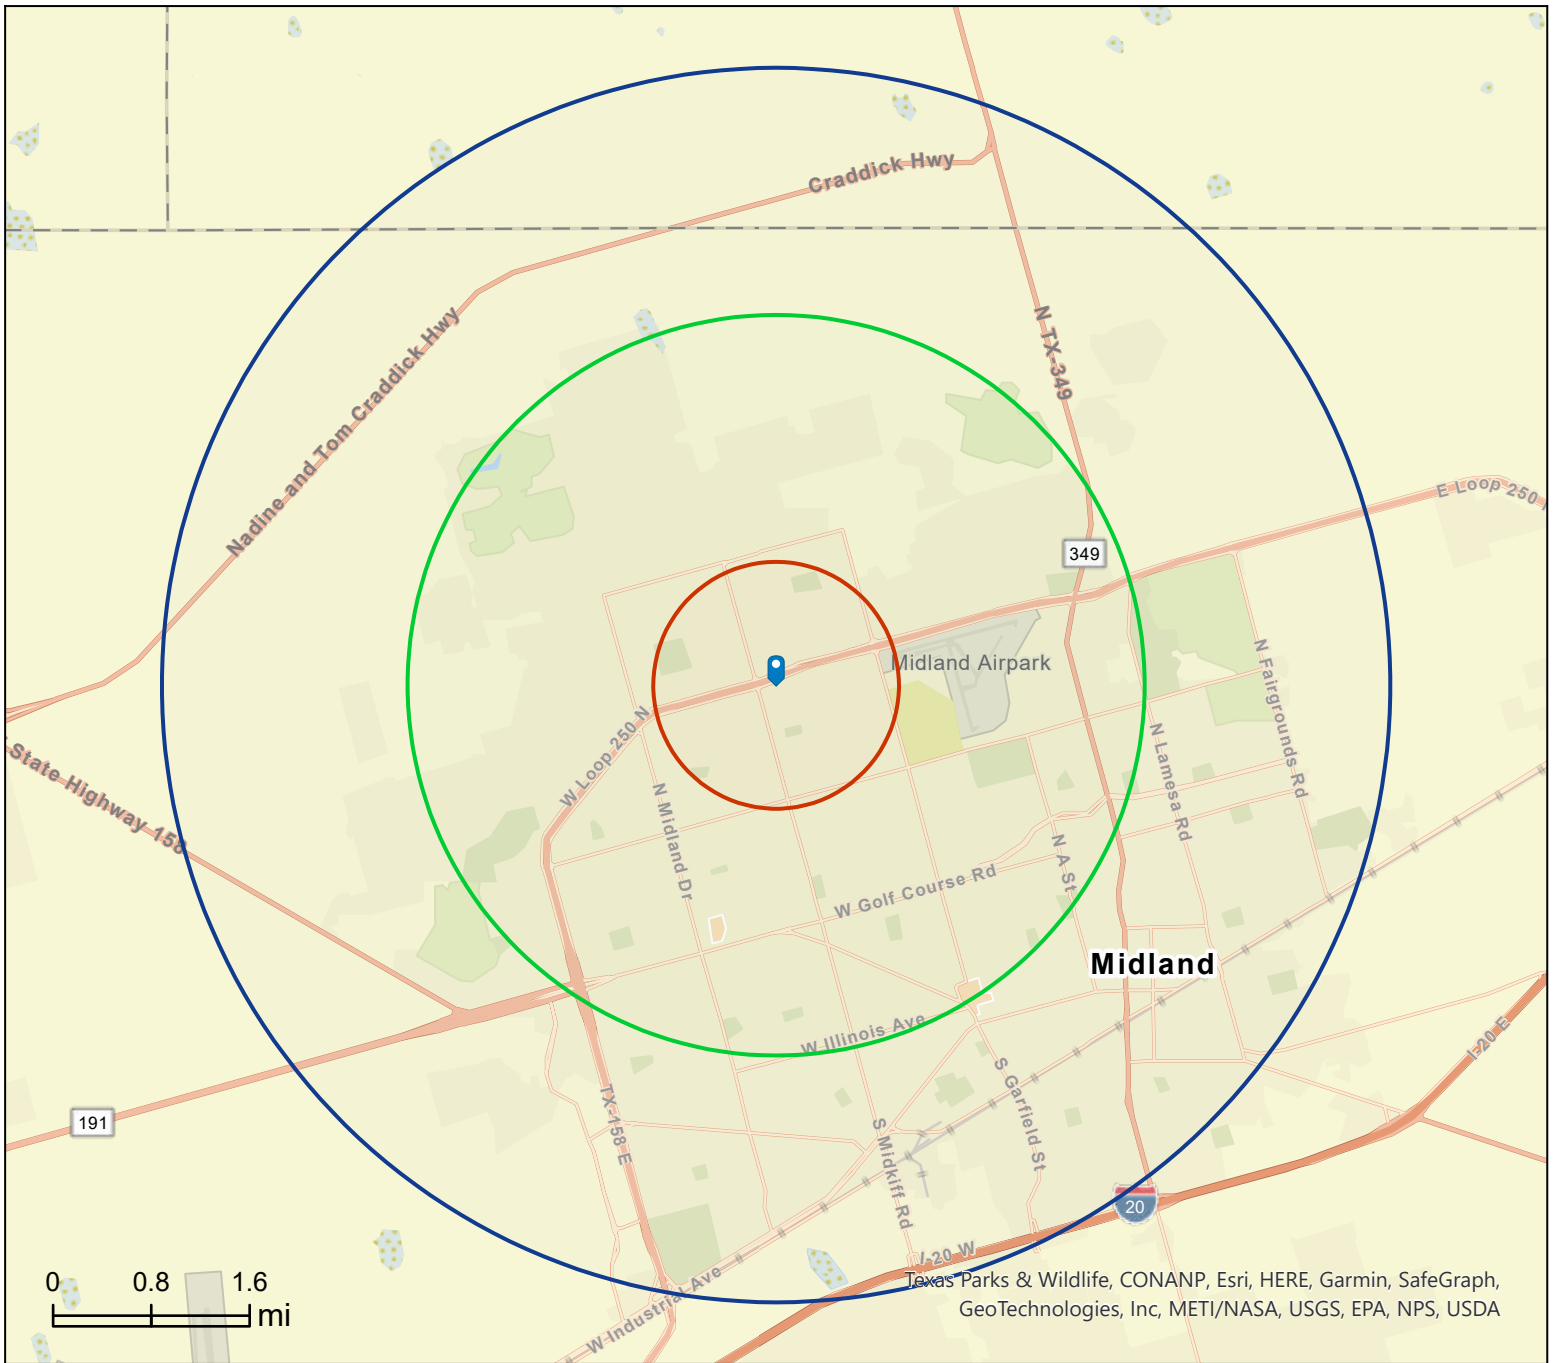 Craddick Hwy
Nadine and Tom Craddick Hwy
N TX-349
E Loop 250
349
Midland Airpark
N Fairgrounds Rd
W Loop 250 N
State Highway 158
N Midland Dr
N Lamesa Rd
N A St
W Golf Course Rd
Midland
W Illinois Ave
I-20 E
191
TX-158 E
S Garfield St
S Midkiff Rd
20
I-20 W
W Industrial Ave
0 0.8 1.6
mi
Texas Parks & Wildlife, CONANP, Esri, HERE, Garmin, SafeGraph,
GeoTechnologies, Inc, METI/NASA, USGS, EPA, NPS, USDA